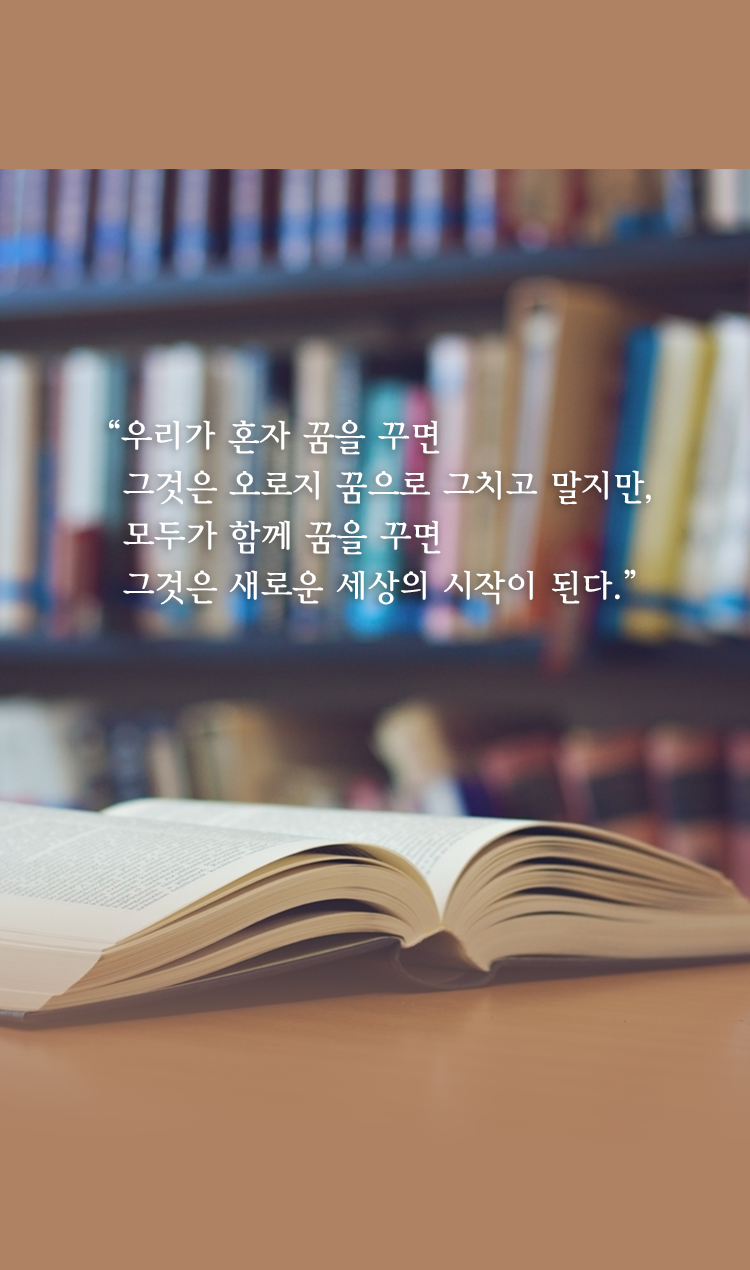 “우리가 혼자 꿈을 꾸면
그것은 오로지 꿈으로 그치고 말지만,
모두가 함께 꿈을 꾸면
그것은 새로운 세상의 시작이 된다.”